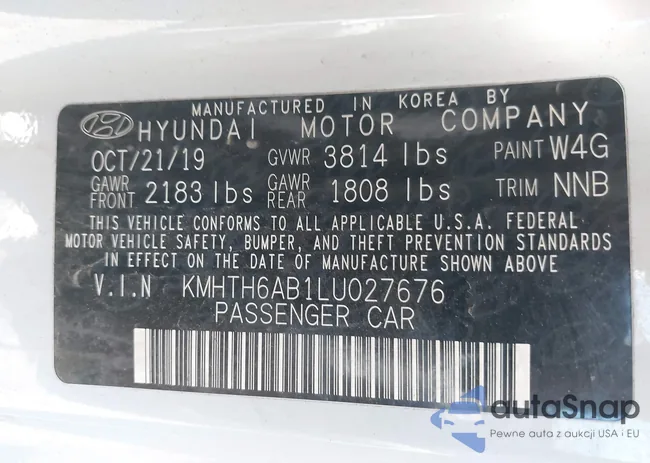 MANUFACTURED IN KOREA BY
HYUNDAI MOTOR COMPANY
OCT/21/19 GVWR 3814 lbs PAINT W4G
GAWR FRONT 2183 lbs GAWR REAR 1808 lbs TRIM NNB
THIS VEHICLE CONFORMS TO ALL APPLICABLE U.S.A. FEDERAL
MOTOR VEHICLE SAFETY, BUMPER, AND THEFT PREVENTION STANDARDS
IN EFFECT ON THE DATE OF MANUFACTURE SHOWN ABOVE
V.I.N KMHTH6AB1LU027676
PASSENGER CAR
autaSnap
Pewne auta z aukcji USA i EU